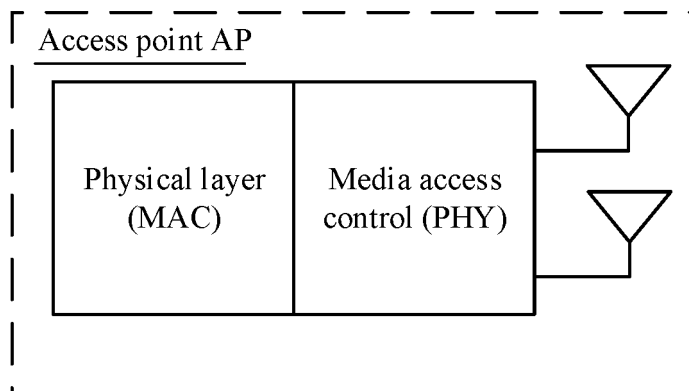 Access point AP
Physical layer
(MAC)
Media access
control (PHY)